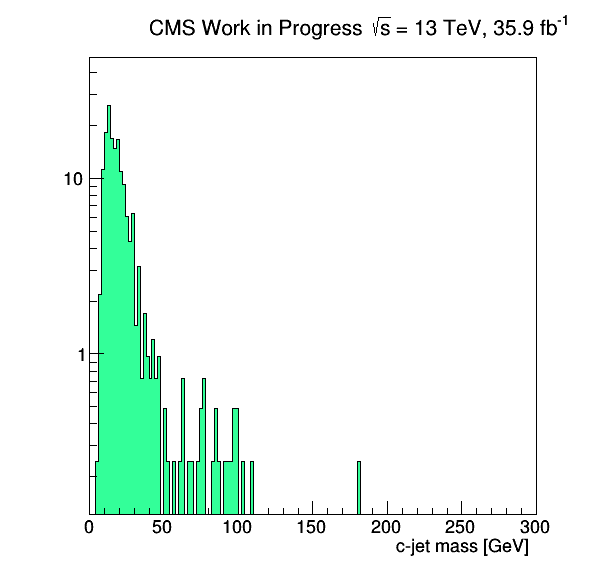 CMS Work in Progress √s = 13 TeV, 35.9 fb⁻¹
10
1
0 50 100 150 200 250 300
c-jet mass [GeV]